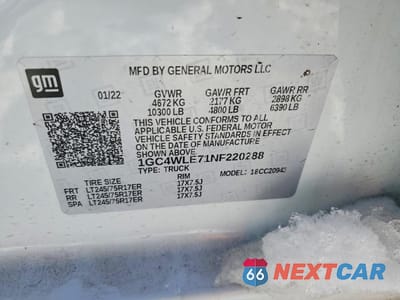 gm
MFD BY GENERAL MOTORS LLC
01/22 GVWR GAWR FRT GAWR RR
4672 KG 2177 KG 2898 KG
10300 LB 4800 LB 6390 LB
THIS VEHICLE CONFORMS TO ALL
APPLICABLE U.S. FEDERAL MOTOR
VEHICLE SAFETY STANDARDS IN
EFFECT ON THE DATE OF
MANUFACTURE SHOWN ABOVE.
1GC4WLE71NF220288
TYPE: TRUCK MODEL:
TIRE SIZE RIM
FRT LT245/75R17ER 17X7.5J
RR LT245/75R17ER 17X7.5J
SPA LT245/75R17ER 17X7.5J
66 NEXTCAR